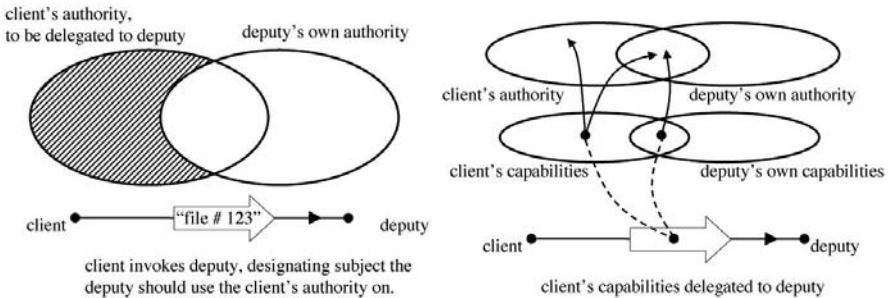 client's authority,
to be delegated to deputy
deputy's own authority
client
"file # 123"
deputy
client invokes deputy, designating subject the
deputy should use the client's authority on.
client's authority
deputy's own authority
client's capabilities
deputy's own capabilities
client
deputy
client's capabilities delegated to deputy